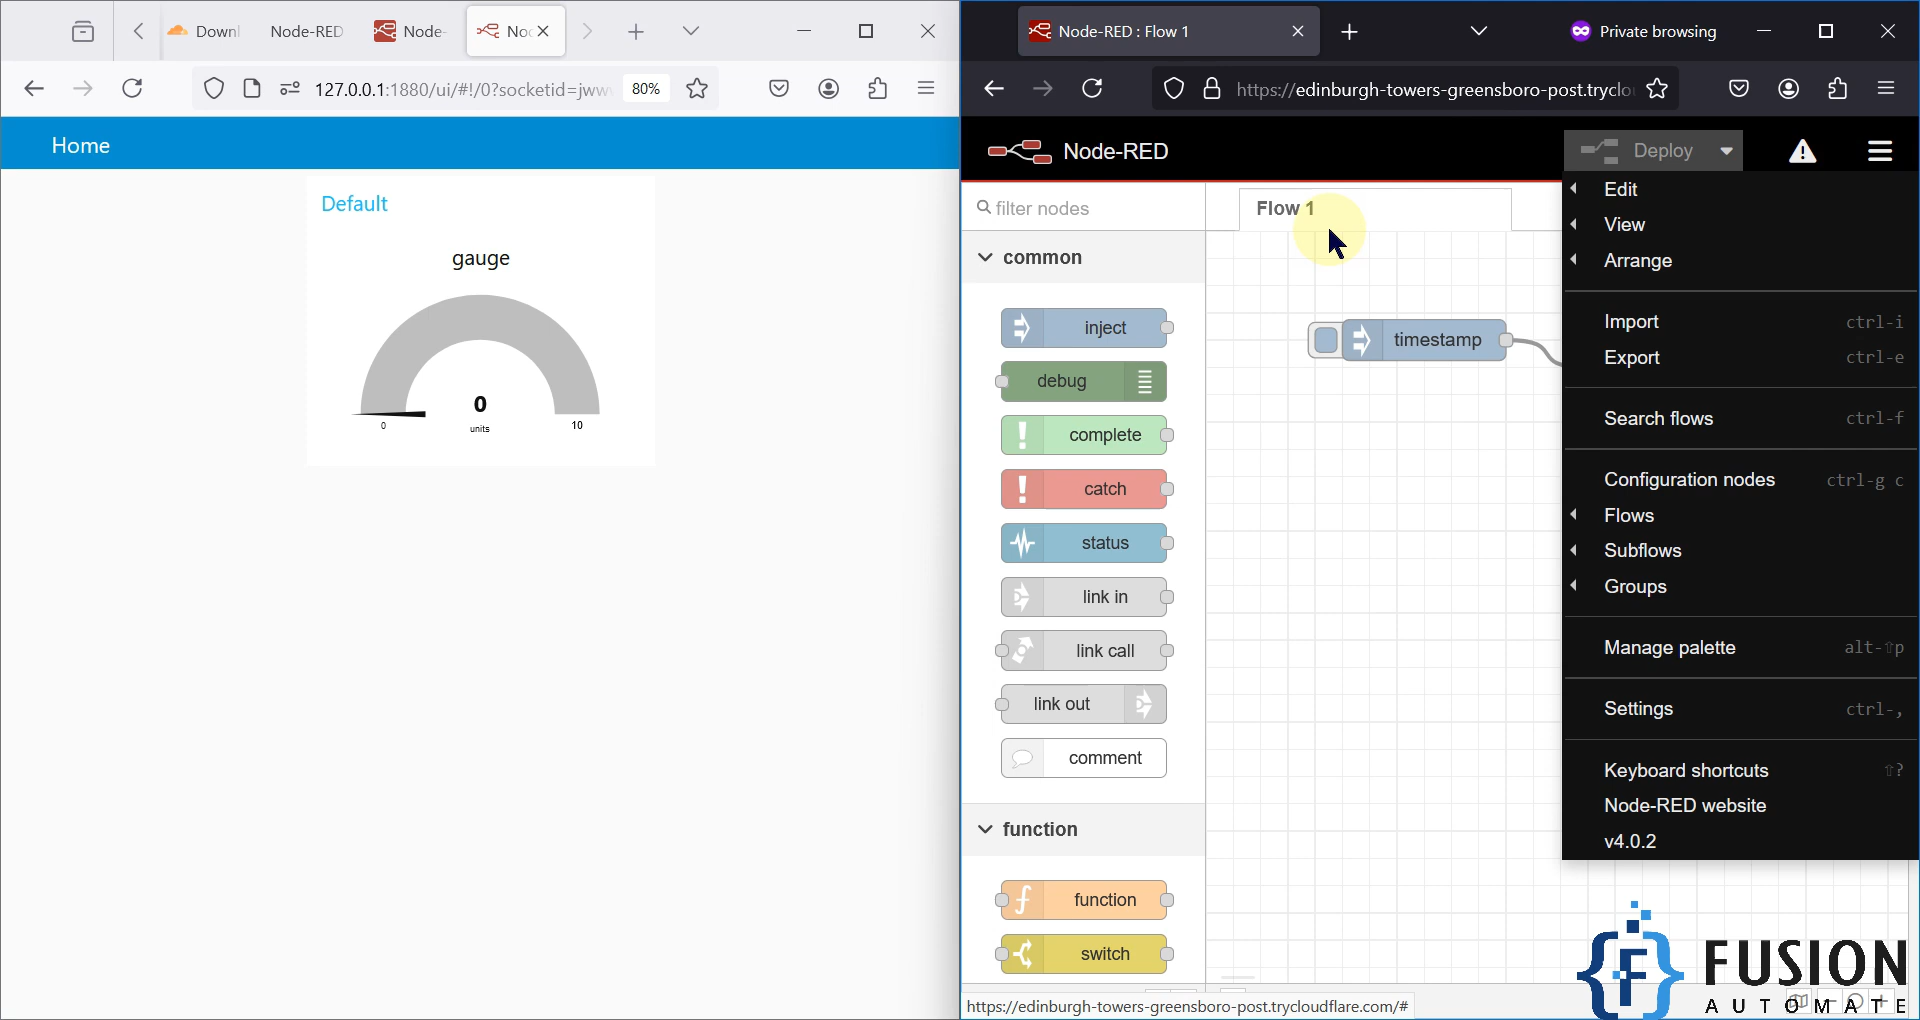 Downl
Node-RED
Node-
Noc
127.0.0.1:1880/ui/#!/0?socketid=jww
80%
Home
Default
gauge
0
0
units
10
Node-RED : Flow 1
Private browsing
https://edinburgh-towers-greensboro-post.tryclo
Node-RED
Deploy
filter nodes
Flow 1
common
inject
debug
complete
catch
status
link in
link call
link out
comment
function
function
switch
timestamp
Edit
View
Arrange
Import ctrl-i
Export ctrl-e
Search flows ctrl-f
Configuration nodes ctrl-g c
Flows
Subflows
Groups
Manage palette alt-⇧p
Settings ctrl-,
Keyboard shortcuts ⇧?
Node-RED website
v4.0.2
https://edinburgh-towers-greensboro-post.trycloudflare.com/#
FUSION
AUTOMATE